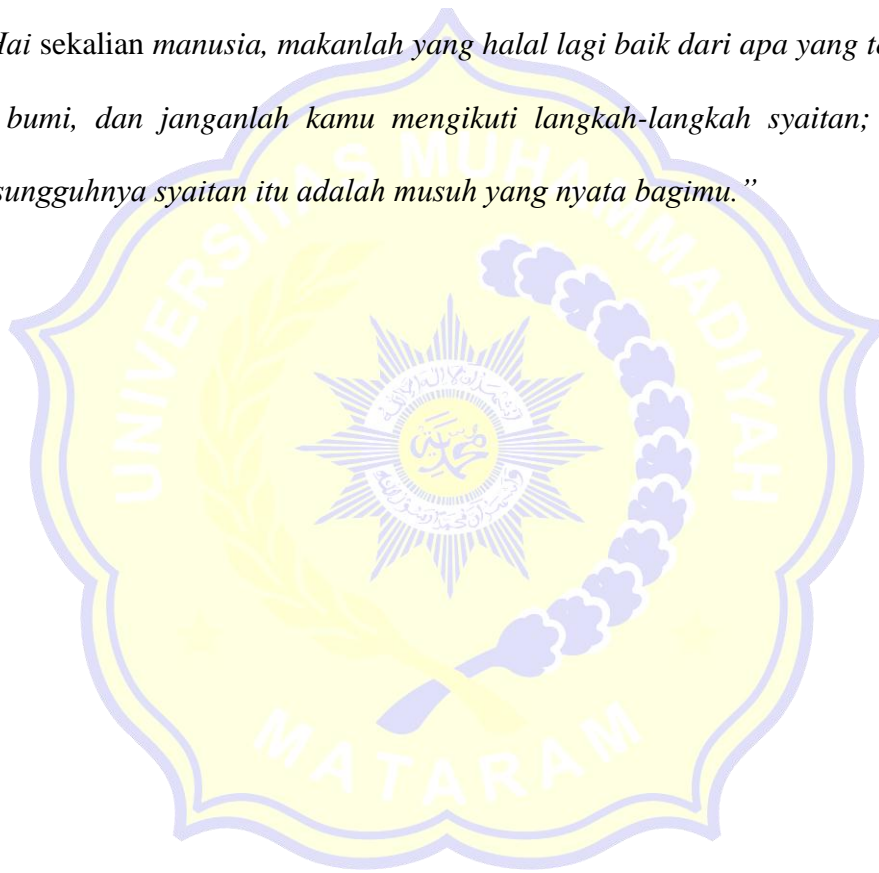 Hai sekalian manusia, makanlah yang halal lagi baik dari apa yang
bumi, dan janganlah kamu mengikuti langkah-langkah syaitan;
sungguhnya syaitan itu adalah musuh yang nyata bagimu.”
UNIVERSITAS MUHAMMADIYAH
MATARAM